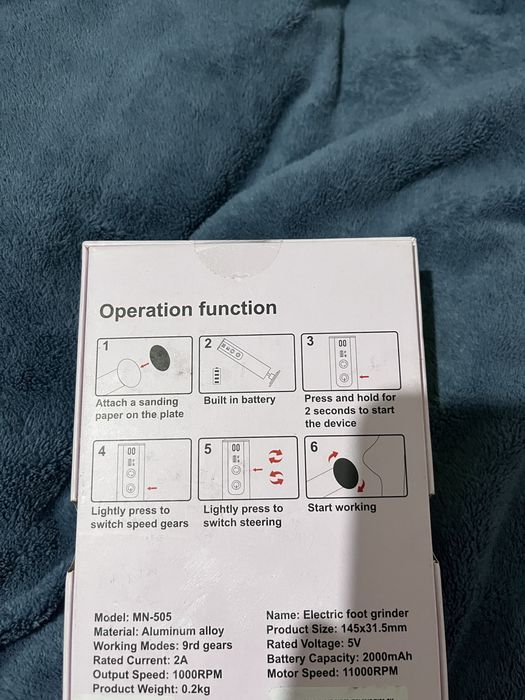 Operation function
1
2
3
00
Attach a sanding
paper on the plate
Built in battery
Press and hold for
2 seconds to start
the device
4
00
5
00
6
Lightly press to
switch speed gears
Lightly press to
switch steering
Start working
Model: MN-505
Material: Aluminum alloy
Working Modes: 9rd gears
Rated Current: 2A
Output Speed: 1000RPM
Product Weight: 0.2kg
Name: Electric foot grinder
Product Size: 145x31.5mm
Rated Voltage: 5V
Battery Capacity: 2000mAh
Motor Speed: 11000RPM